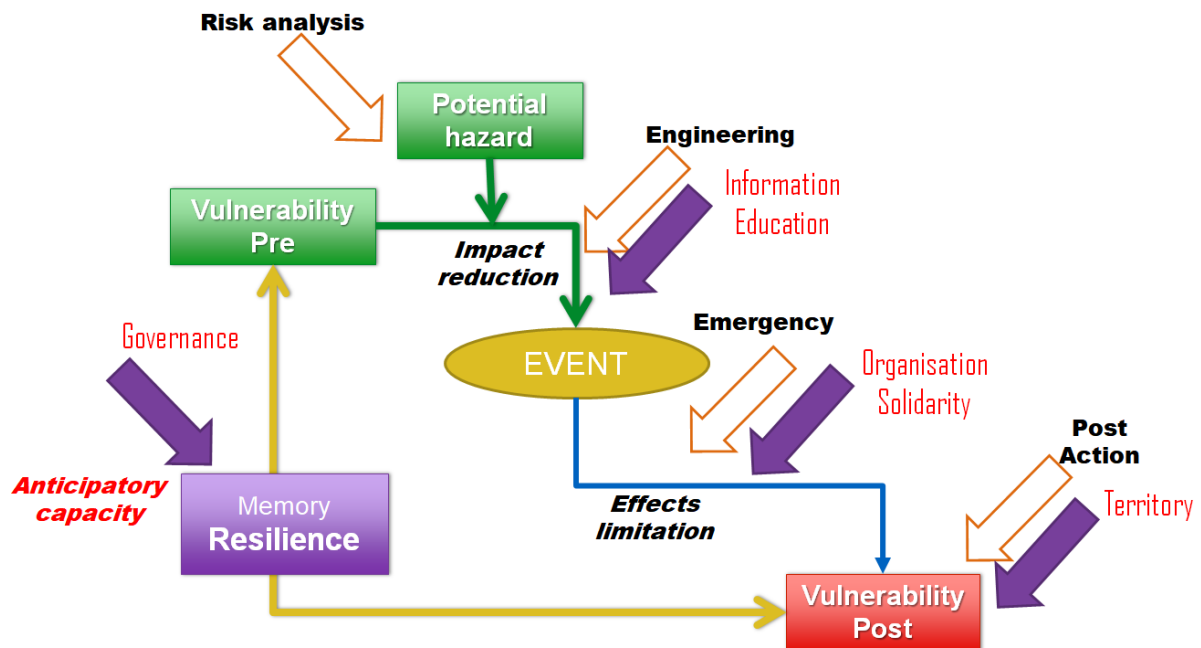 Risk analysis
Potential
hazard
Engineering
Information
Education
Vulnerability
Pre
Impact
reduction
Governance
Emergency
EVENT
Organisation
Solidarity
Post
Action
Anticipatory
capacity
Memory
Resilience
Effects
limitation
Territory
Vulnerability
Post